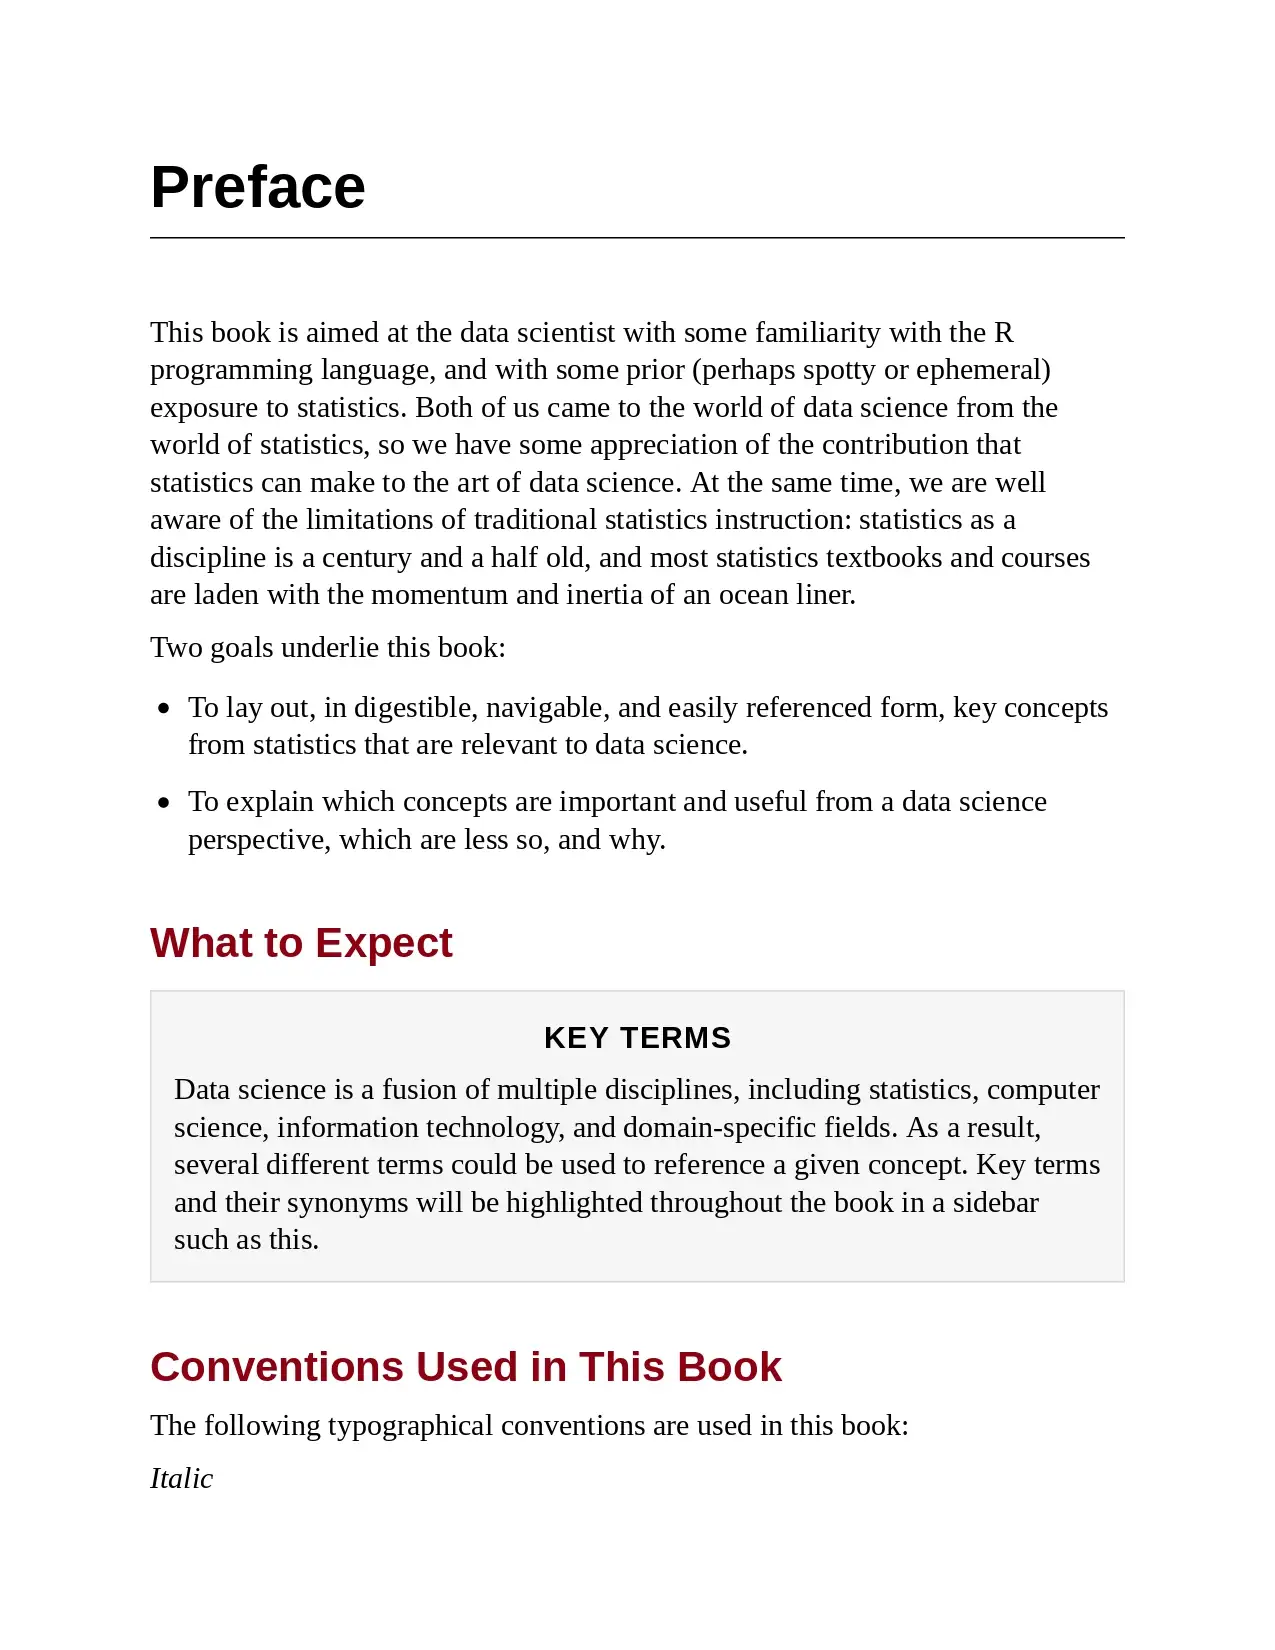 Preface
This book is aimed at the data scientist with some familiarity with the R
programming language, and with some prior (perhaps spotty or ephemeral)
exposure to statistics. Both of us came to the world of data science from the
world of statistics, so we have some appreciation of the contribution that
statistics can make to the art of data science. At the same time, we are well
aware of the limitations of traditional statistics instruction: statistics as a
discipline is a century and a half old, and most statistics textbooks and courses
are laden with the momentum and inertia of an ocean liner.
Two goals underlie this book:
• To lay out, in digestible, navigable, and easily referenced form, key concepts
from statistics that are relevant to data science.
• To explain which concepts are important and useful from a data science
perspective, which are less so, and why.
What to Expect
KEY TERMS
Data science is a fusion of multiple disciplines, including statistics, computer
science, information technology, and domain-specific fields. As a result,
several different terms could be used to reference a given concept. Key terms
and their synonyms will be highlighted throughout the book in a sidebar
such as this.
Conventions Used in This Book
The following typographical conventions are used in this book:
Italic